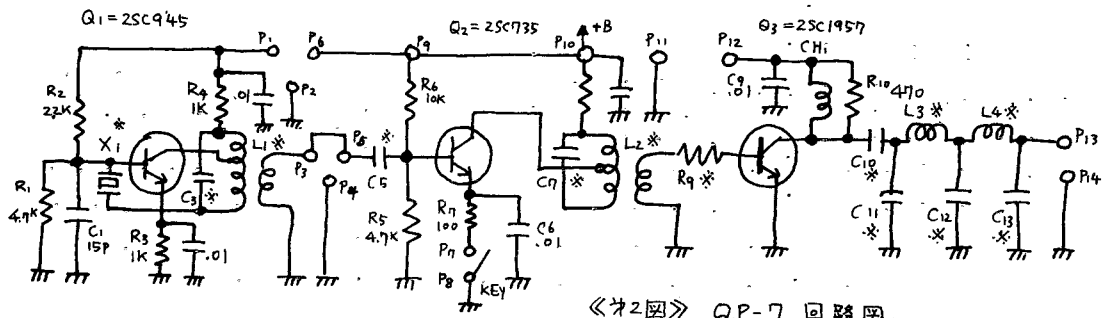 Q1 = 2SC945
Q2 = 2SC735
Q3 = 2SC1957
P1
P6
P9
P10
+B
P11
P12
CHi
R2
22K
R4
1K
.01
P2
R6
10K
C9
.01
R10
470
L3※
L4※
X1
※
L1※
P5
※
L2※
P13
R1
4.7K
C3※
P3
P4
C5
C7
※
R9※
C10
※
P14
C1
15P
R3
1K
.01
R5
4.7K
R7
100
C6
.01
P7
P8
KEY
C11
※
C12
※
C13
※
《第2図》 QP-7 回路図